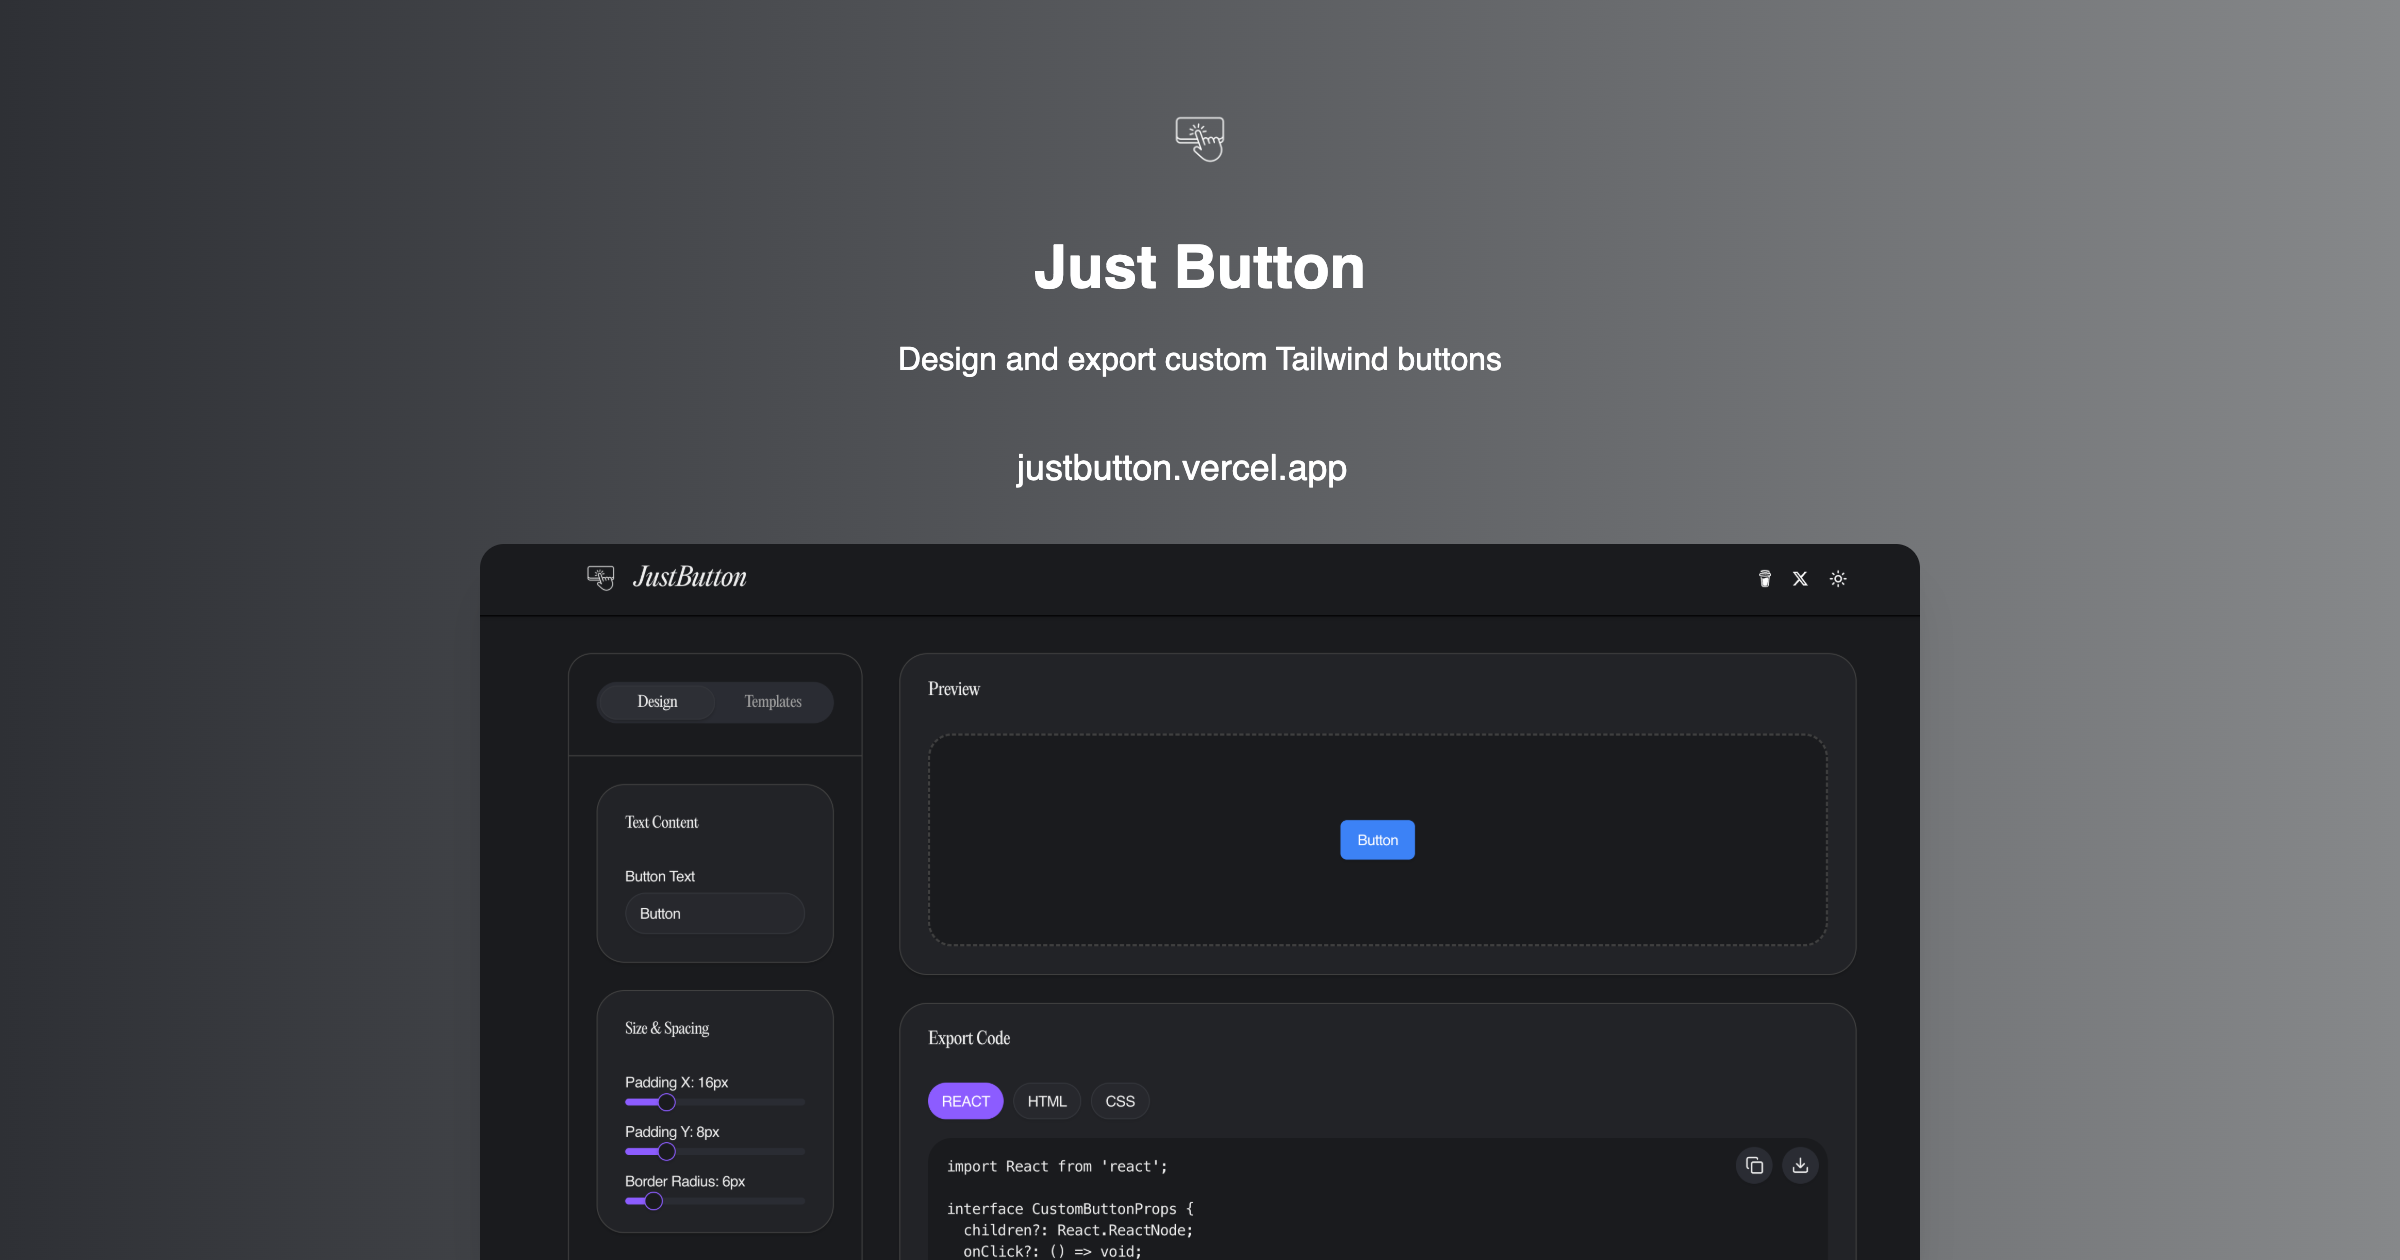 Just Button
Design and export custom Tailwind buttons
justbutton.vercel.app
JustButton
Design
Templates
Text Content
Button Text
Button
Size & Spacing
Padding X: 16px
Padding Y: 8px
Border Radius: 6px
Preview
Button
Export Code
REACT
HTML
CSS
import React from 'react';
interface CustomButtonProps {
children?: React.ReactNode;
onClick?: () => void;